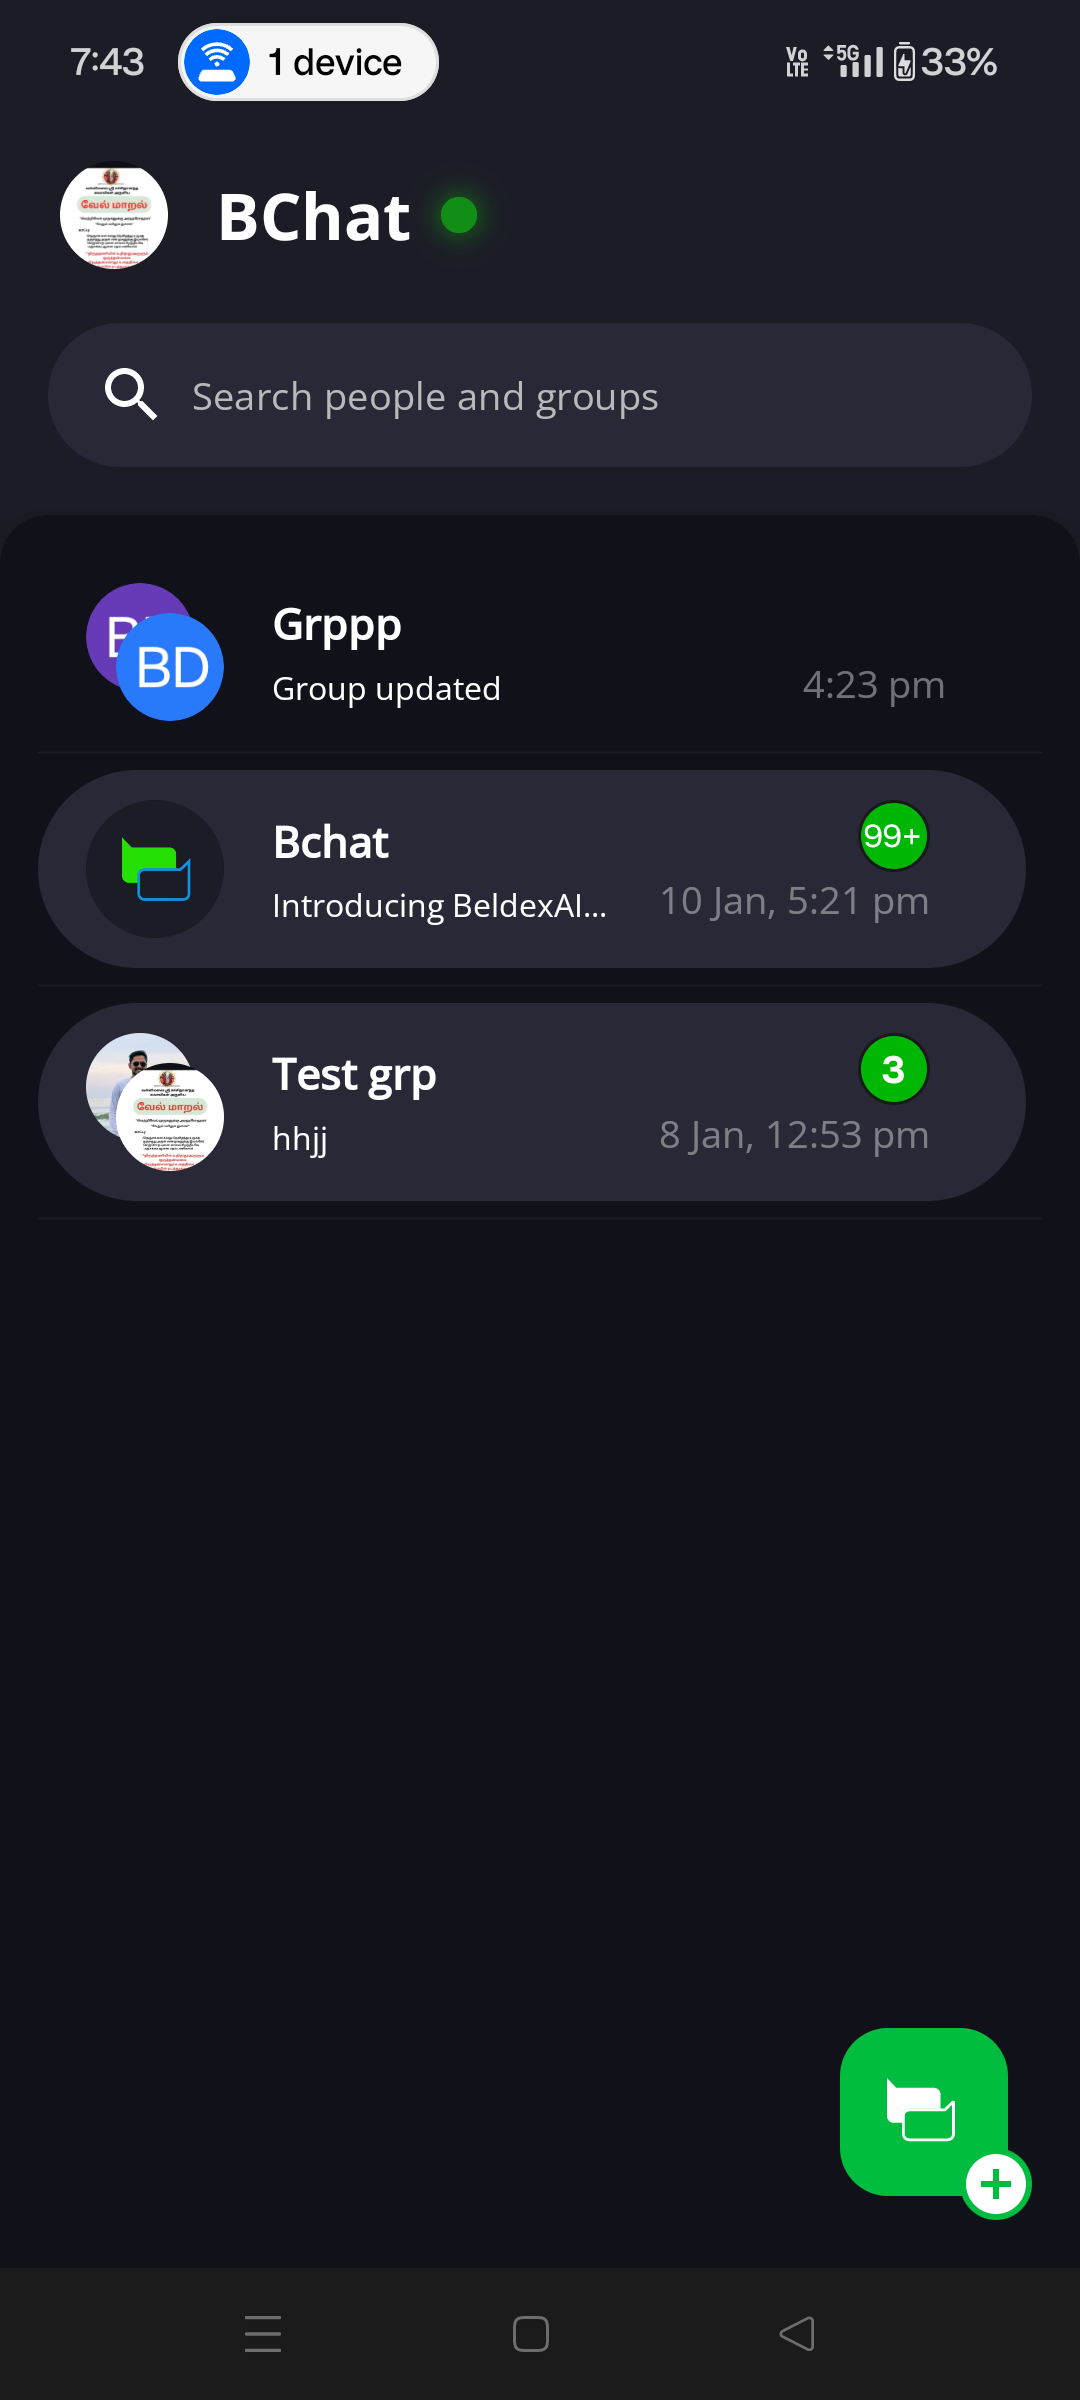 7:43
1 device
Vo LTE
5G
33%
வேல் மாறல்
BChat
Search people and groups
BD
Grppp
Group updated
4:23 pm
Bchat
99+
Introducing BeldexAI...
10 Jan, 5:21 pm
வேல் மாறல்
Test grp
3
hhjj
8 Jan, 12:53 pm